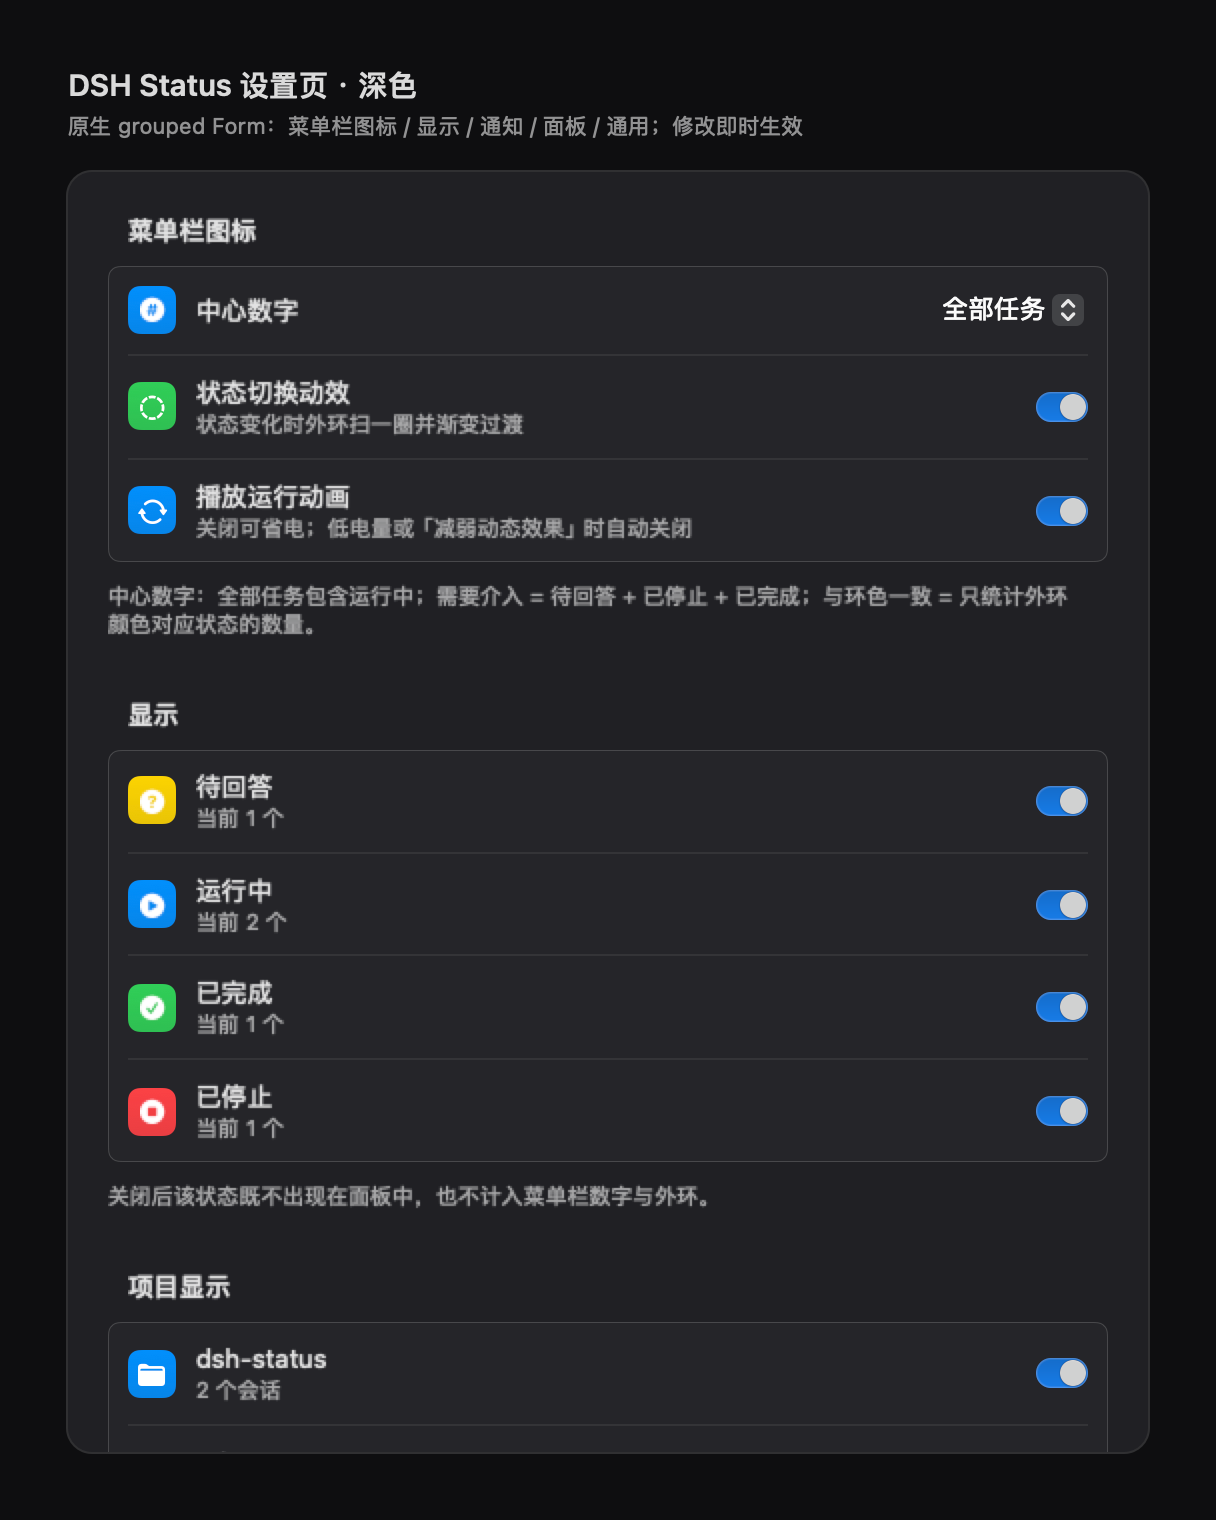 DSH Status 设置页 · 深色
原生 grouped Form：菜单栏图标 / 显示 / 通知 / 面板 / 通用；修改即时生效
菜单栏图标
#
中心数字
全部任务
状态切换动效
状态变化时外环扫一圈并渐变过渡
播放运行动画
关闭可省电；低电量或「减弱动态效果」时自动关闭
中心数字：全部任务包含运行中；需要介入 = 待回答 + 已停止 + 已完成；与环色一致 = 只统计外环
颜色对应状态的数量。
显示
?
待回答
当前 1 个
运行中
当前 2 个
已完成
当前 1 个
已停止
当前 1 个
关闭后该状态既不出现在面板中，也不计入菜单栏数字与外环。
项目显示
dsh-status
2 个会话